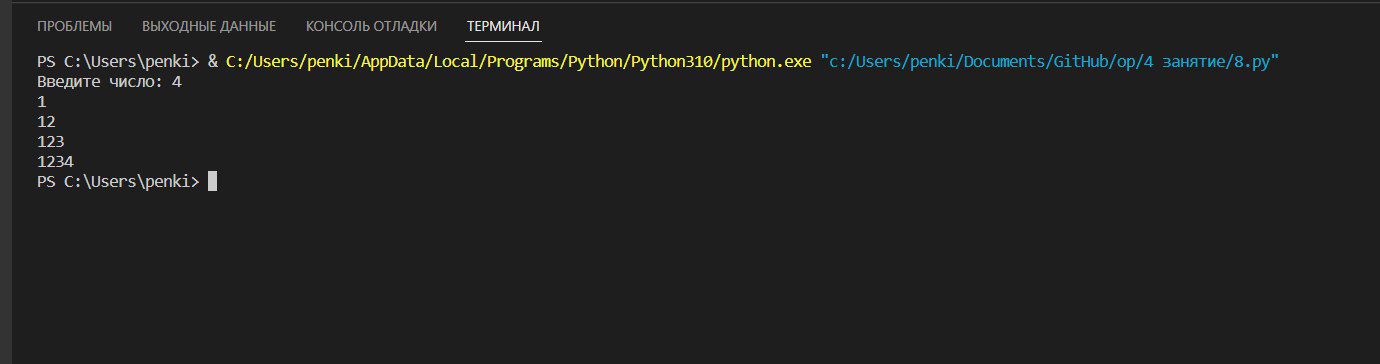 ПРОБЛЕМЫ ВЫХОДНЫЕ ДАННЫЕ КОНСОЛЬ ОТЛАДКИ ТЕРМИНАЛ
PS C:\Users\penki> & C:/Users/penki/AppData/Local/Programs/Python/Python310/python.exe "c:/Users/penki/Documents/GitHub/op/4 занятие/8.py"
Введите число: 4
1
12
123
1234
PS C:\Users\penki>